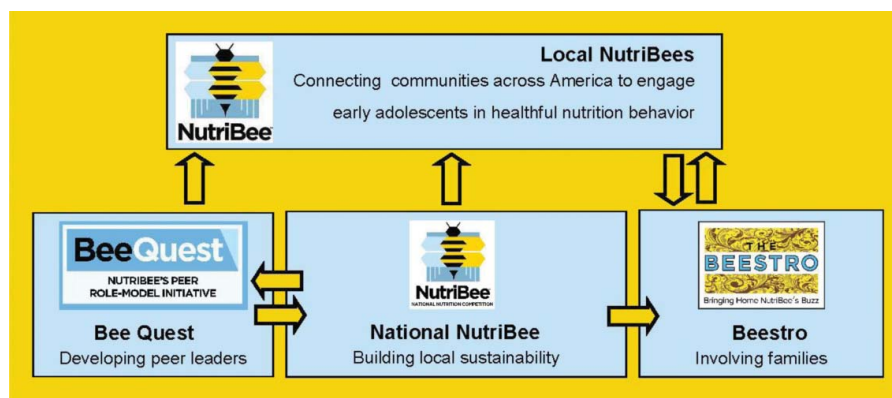 Local NutriBees
Connecting communities across America to engage
early adolescents in healthful nutrition behavior
NutriBee
BeeQuest
NUTRIBEE'S PEER
ROLE-MODEL INITIATIVE
Bee Quest
Developing peer leaders
NutriBee
NATIONAL NUTRITION COMPETITION
National NutriBee
Building local sustainability
THE
BEESTRO
Bringing Home NutriBee's Buzz
Beestro
Involving families